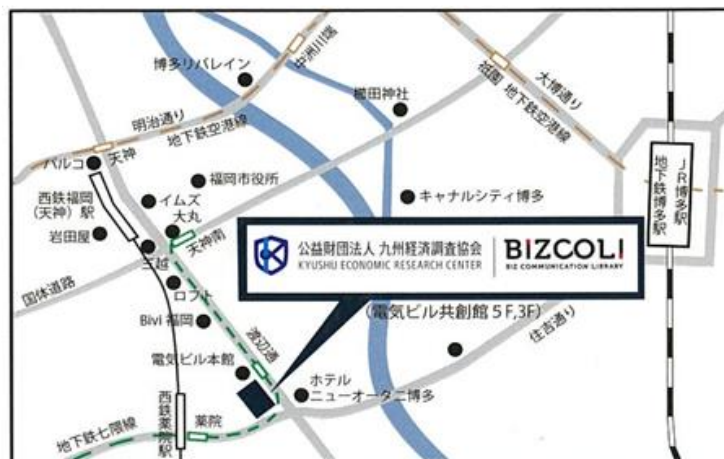 博多リバレイン
中洲川端
櫛田神社
祇園
大博通り
地下鉄空港線
明治通り
地下鉄空港線
パルコ
天神
福岡市役所
西鉄福岡
(天神)駅
イムズ
大丸
キャナルシティ博多
JR博多駅
地下鉄博多駅
岩田屋
三越
天神南
公益財団法人 九州経済調査協会
KYUSHU ECONOMIC RESEARCH CENTER
BIZCOLI
BIZ COMMUNICATION LIBRARY
国体道路
ロフト
(電気ビル共創館5F,3F)
Bivi福岡
渡辺通
住吉通り
電気ビル本館
ホテル
ニューオータニ博多
西鉄薬院駅
薬院
地下鉄七隈線